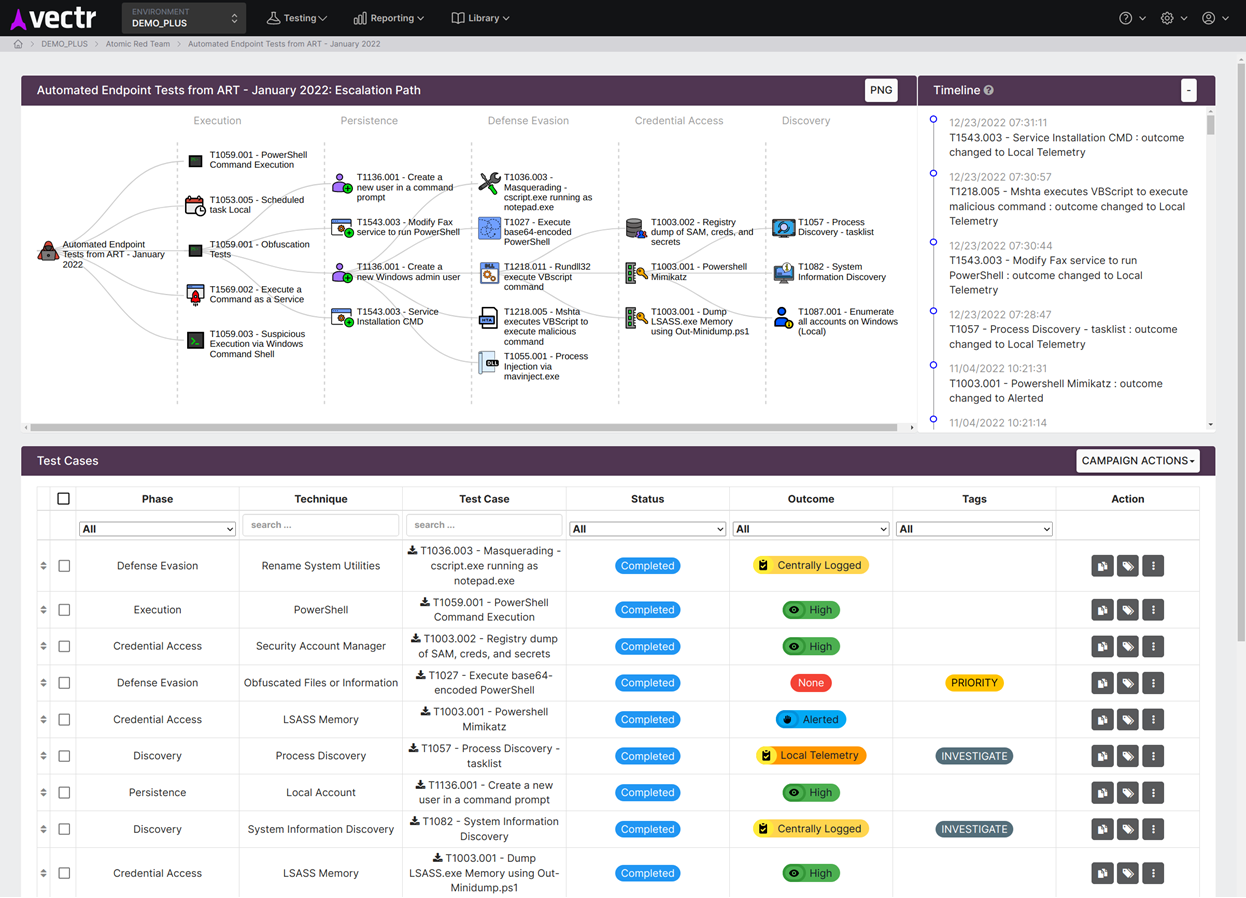 vectr
ENVIRONMENT
DEMO_PLUS
Testing
Reporting
Library
DEMO_PLUS
Atomic Red Team
Automated Endpoint Tests from ART - January 2022
Automated Endpoint Tests from ART - January 2022: Escalation Path
PNG
Execution
Persistence
Defense Evasion
Credential Access
Discovery
Automated Endpoint
Tests from ART - January
2022
T1059.001 - PowerShell
Command Execution
T1053.005 - Scheduled
task Local
T1059.001 - Obfuscation
Tests
T1569.002 - Execute a
Command as a Service
T1059.003 - Suspicious
Execution via Windows
Command Shell
T1136.001 - Create a
new user in a command
prompt
T1543.003 - Modify Fax
service to run PowerShell
T1136.001 - Create a
new Windows admin user
T1543.003 - Service
Installation CMD
T1036.003 -
Masquerading -
cscript.exe running as
notepad.exe
T1027 - Execute
base64-encoded
PowerShell
T1218.011 - Rundll32
execute VBscript
command
HTA
T1218.005 - Mshta
executes VBScript to
execute malicious
command
DLL
T1055.001 - Process
Injection via
mavinject.exe
T1003.002 - Registry
dump of SAM, creds, and
secrets
T1003.001 - Powershell
Mimikatz
T1003.001 - Dump
LSASS.exe Memory
using Out-Minidump.ps1
T1057 - Process
Discovery - tasklist
T1082 - System
Information Discovery
T1087.001 - Enumerate
all accounts on Windows
(Local)
Timeline
-
12/23/2022 07:31:11
T1543.003 - Service Installation CMD : outcome
changed to Local Telemetry
12/23/2022 07:30:57
T1218.005 - Mshta executes VBScript to execute
malicious command : outcome changed to Local
Telemetry
12/23/2022 07:30:44
T1543.003 - Modify Fax service to run
PowerShell : outcome changed to Local
Telemetry
12/23/2022 07:28:47
T1057 - Process Discovery - tasklist : outcome
changed to Local Telemetry
11/04/2022 10:21:31
T1003.001 - Powershell Mimikatz : outcome
changed to Alerted
11/04/2022 10:21:14
Test Cases
CAMPAIGN ACTIONS
Phase Technique Test Case Status Outcome Tags Action
All search ... search ... All All All
Defense Evasion Rename System Utilities T1036.003 - Masquerading -
cscript.exe running as
notepad.exe
Completed Centrally Logged
Execution PowerShell T1059.001 - PowerShell
Command Execution
Completed High
Credential Access Security Account Manager T1003.002 - Registry dump
of SAM, creds, and secrets
Completed High
Defense Evasion Obfuscated Files or Information T1027 - Execute base64-
encoded PowerShell
Completed None PRIORITY
Credential Access LSASS Memory T1003.001 - Powershell
Mimikatz
Completed Alerted
Discovery Process Discovery T1057 - Process Discovery -
tasklist
Completed Local Telemetry INVESTIGATE
Persistence Local Account T1136.001 - Create a new
user in a command prompt
Completed High
Discovery System Information Discovery T1082 - System Information
Discovery
Completed Centrally Logged INVESTIGATE
Credential Access LSASS Memory T1003.001 - Dump
LSASS.exe Memory using Out-
Minidump.ps1
Completed High